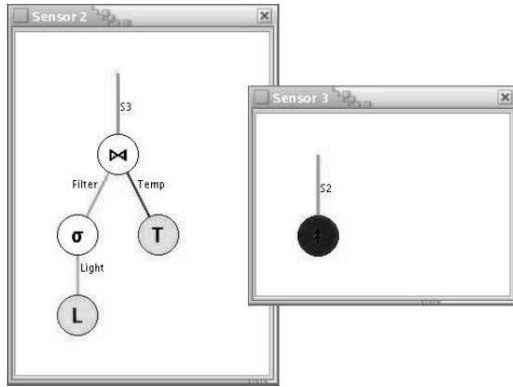 Sensor 2
S3
⋈
Filter
Temp
σ
T
Light
L
Sensor 3
S2